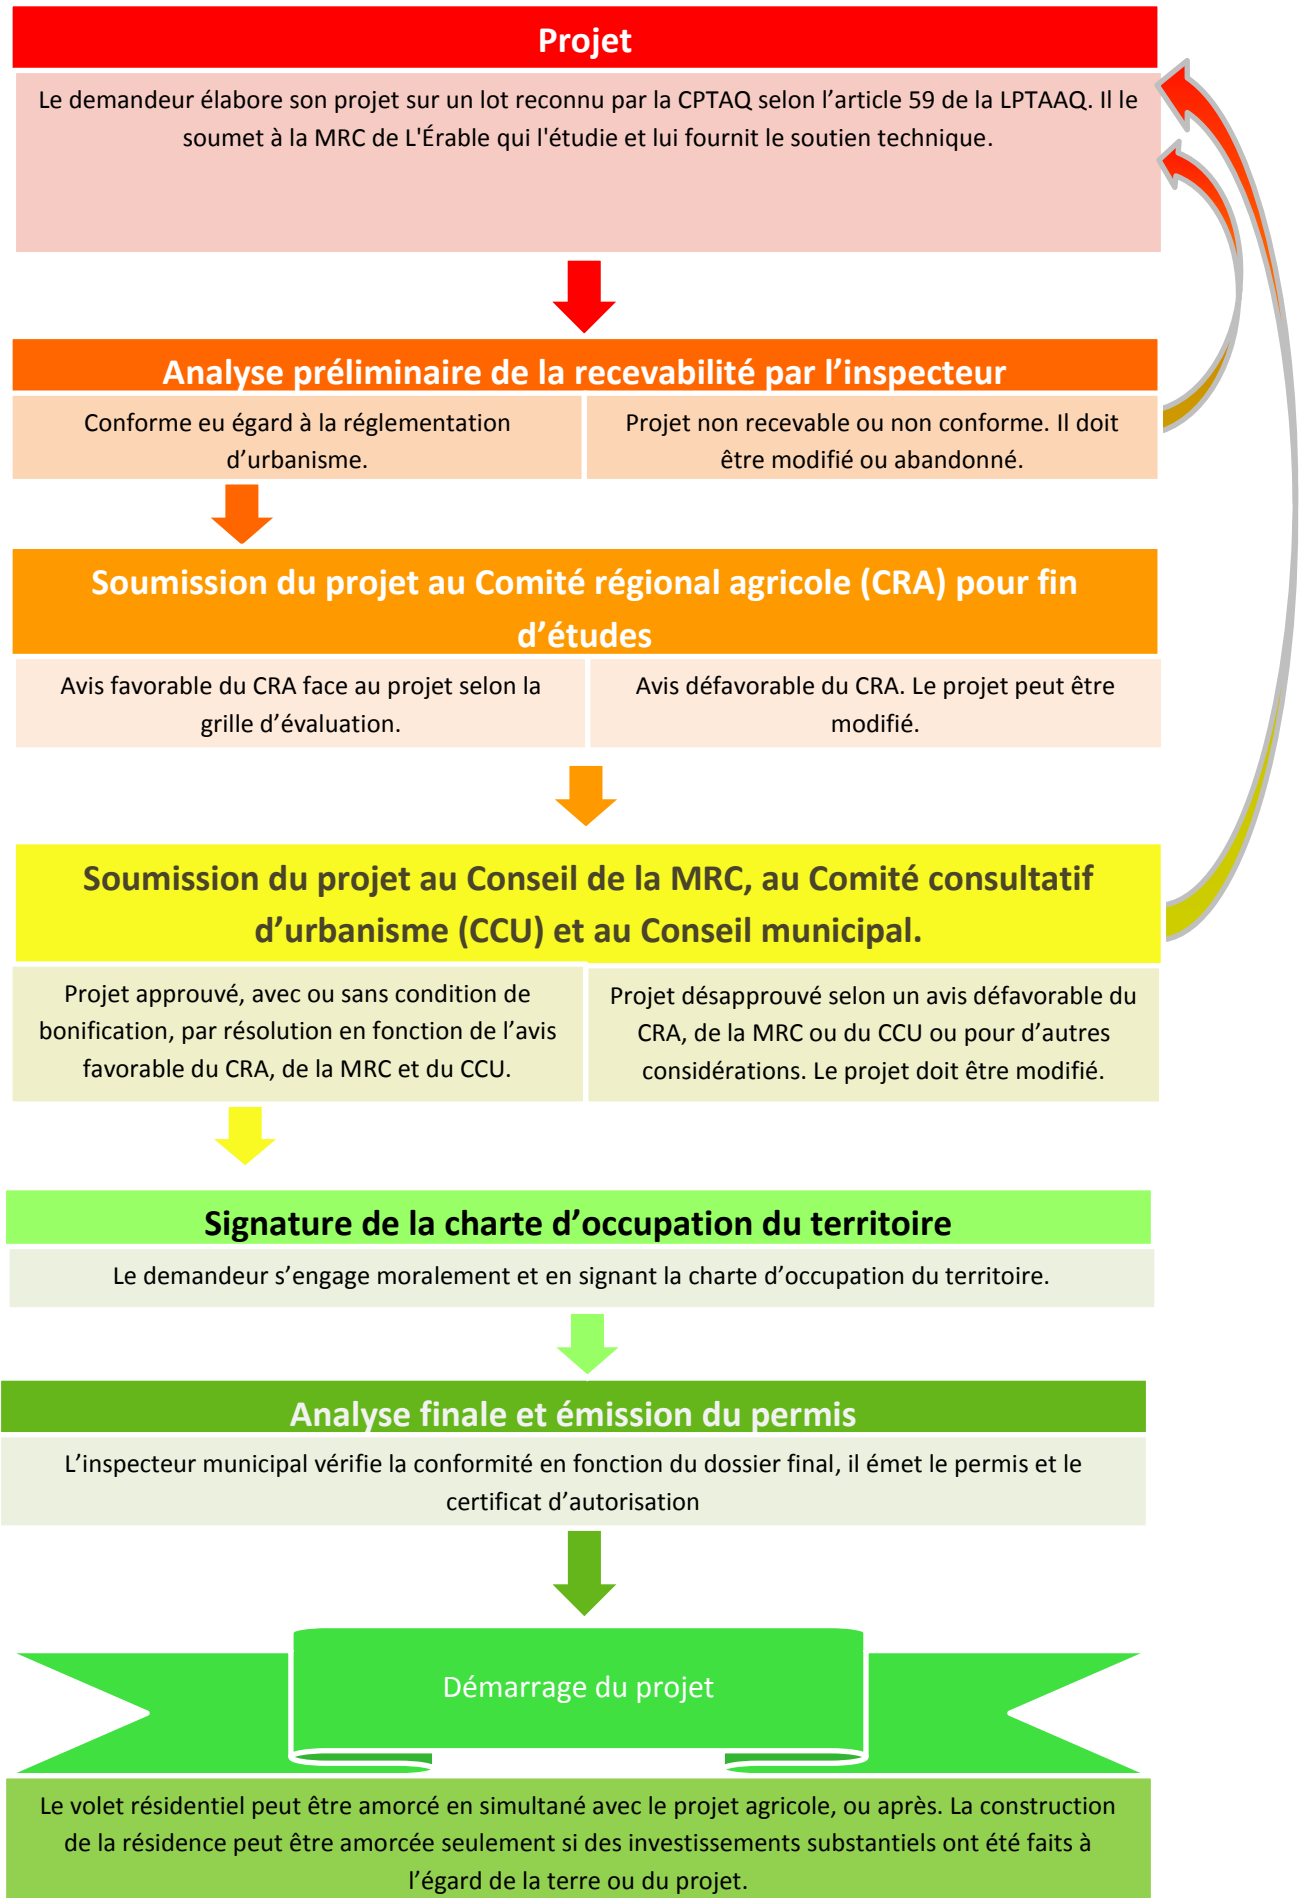 Projet
Le demandeur élabore son projet sur un lot reconnu par la CPTAQ selon l’article 59 de la LPTAAQ. Il le
soumet à la MRC de L'Érable qui l'étudie et lui fournit le soutien technique.
Analyse préliminaire de la recevabilité par l’inspecteur
Conforme eu égard à la réglementation
d’urbanisme.
Projet non recevable ou non conforme. Il doit
être modifié ou abandonné.
Soumission du projet au Comité régional agricole (CRA) pour fin
d’études
Avis favorable du CRA face au projet selon la
grille d’évaluation.
Avis défavorable du CRA. Le projet peut être
modifié.
Soumission du projet au Conseil de la MRC, au Comité consultatif
d’urbanisme (CCU) et au Conseil municipal.
Projet approuvé, avec ou sans condition de
bonification, par résolution en fonction de l’avis
favorable du CRA, de la MRC et du CCU.
Projet désapprouvé selon un avis défavorable du
CRA, de la MRC ou du CCU ou pour d’autres
considérations. Le projet doit être modifié.
Signature de la charte d’occupation du territoire
Le demandeur s’engage moralement et en signant la charte d’occupation du territoire.
Analyse finale et émission du permis
L’inspecteur municipal vérifie la conformité en fonction du dossier final, il émet le permis et le
certificat d’autorisation
Démarrage du projet
Le volet résidentiel peut être amorcé en simultané avec le projet agricole, ou après. La construction
de la résidence peut être amorcée seulement si des investissements substantiels ont été faits à
l’égard de la terre ou du projet.